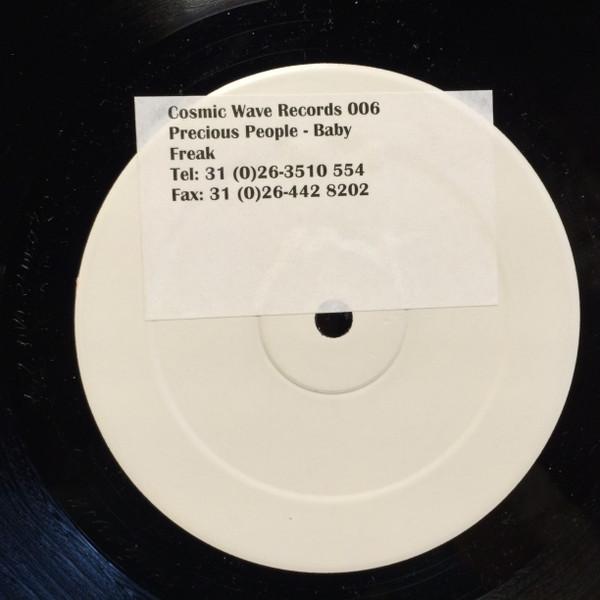 Cosmic Wave Records 006
Precious People - Baby
Freak
Tel: 31 (0)26-3510 554
Fax: 31 (0)26-442 8202